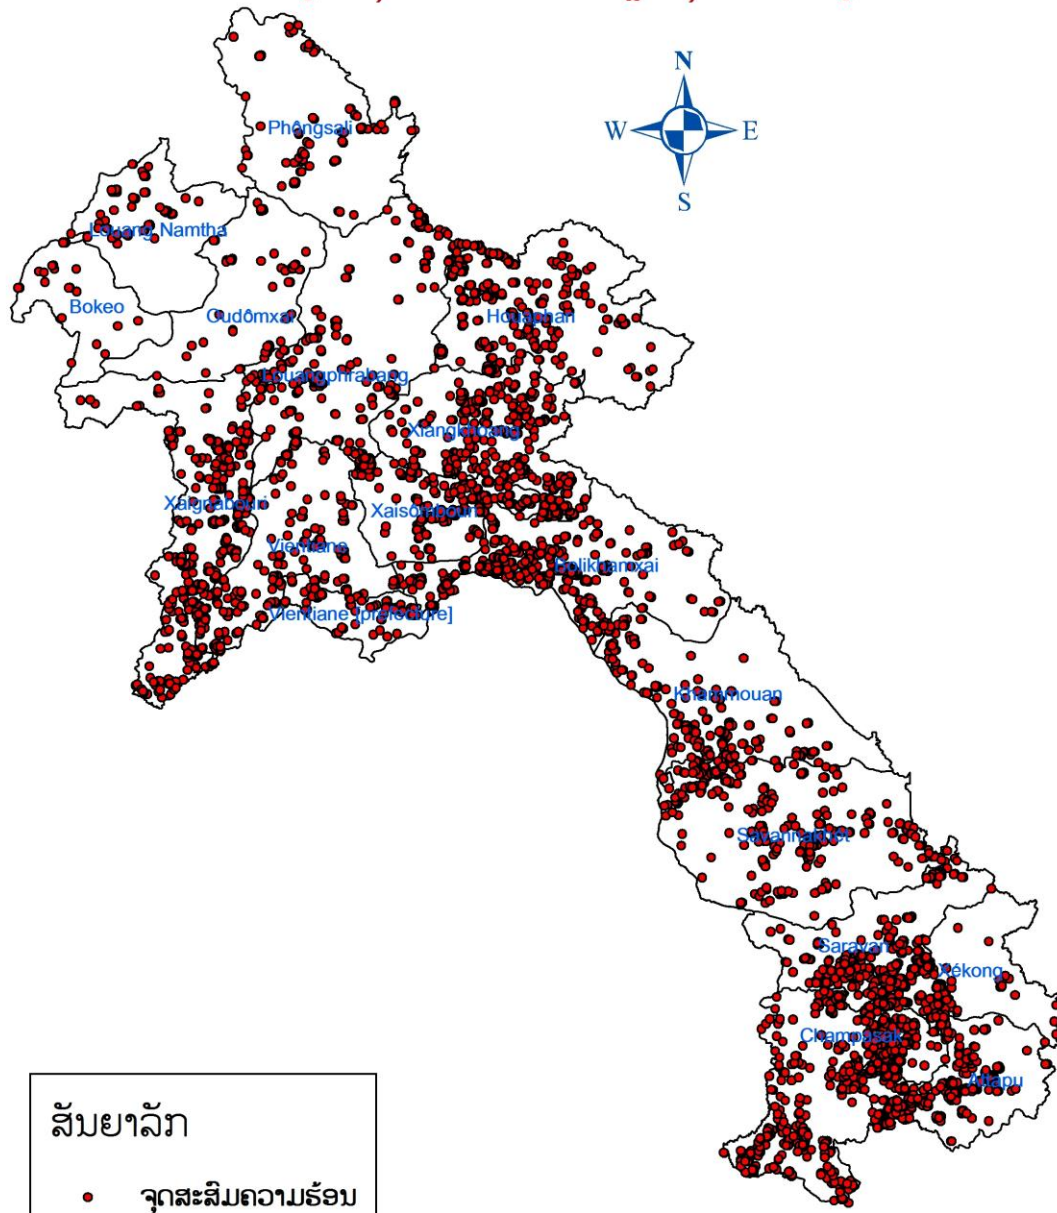 N
W E
S
Phôngsali
Louang Namtha
Bokeo
Oudômxai
Houaphan
Louangphrabang
Xiangkhoang
Xaignabouri
Xaisômboun
Vientiane
Bolikhamxai
Vientiane [prefecture]
Khammouan
Savannakhét
Saravan
Xékong
Champasak
Attapu
ສັນຍາລັກ
ຈຸດສະສົມຄວາມຮ້ອນ